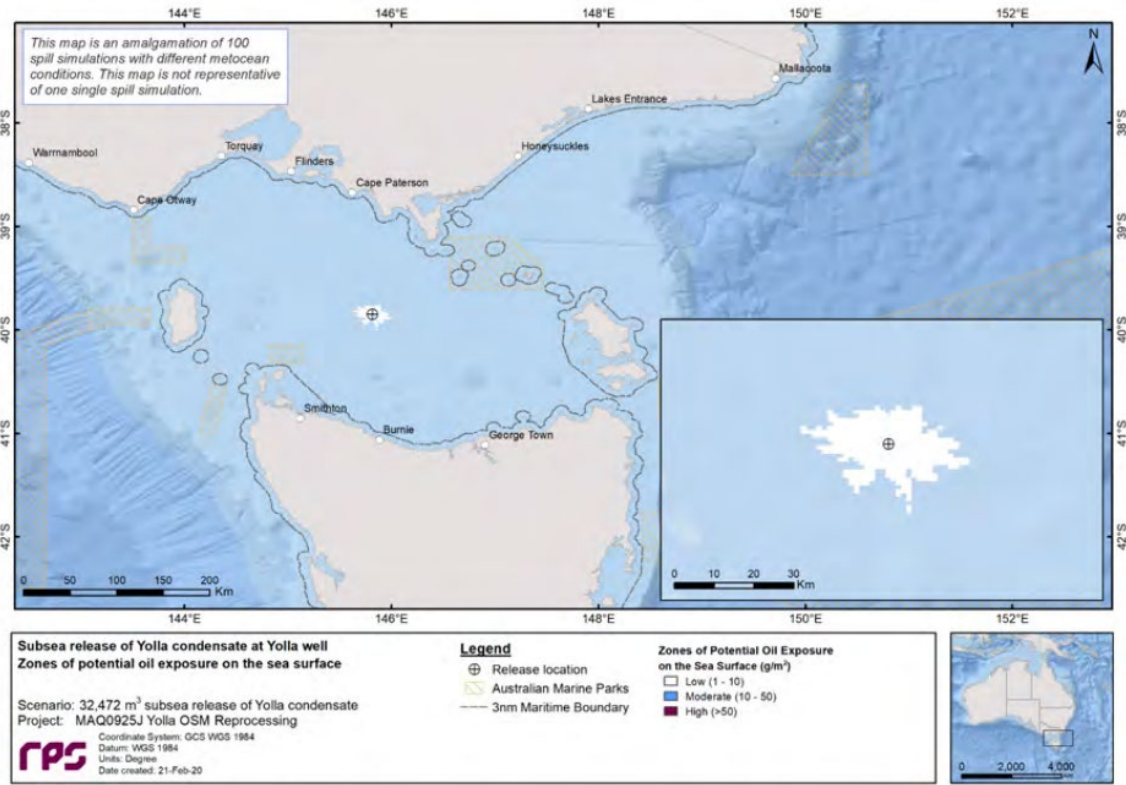 144°E
146°E
148°E
150°E
152°E
This map is an amalgamation of 100
spill simulations with different metocean
conditions. This map is not representative
of one single spill simulation.
N
Mallacoota
Lakes Entrance
38°S
38°S
Warrnambool
Torquay
Flinders
Honeysuckles
Cape Paterson
Cape Otway
39°S
39°S
40°S
40°S
Smithton
Burnie
George Town
41°S
41°S
42°S
42°S
0 50 100 150 200
Km
0 10 20 30
Km
144°E
146°E
148°E
150°E
152°E
Subsea release of Yolla condensate at Yolla well
Zones of potential oil exposure on the sea surface
Scenario: 32,472 m³ subsea release of Yolla condensate
Project: MAQ0925J Yolla OSM Reprocessing
rps
Coordinate System: GCS WGS 1984
Datum: WGS 1984
Units: Degree
Date created: 21-Feb-20
Legend
Release location
Australian Marine Parks
3nm Maritime Boundary
Zones of Potential Oil Exposure
on the Sea Surface (g/m²)
Low (1 - 10)
Moderate (10 - 50)
High (>50)
0 2,000 4,000
Km